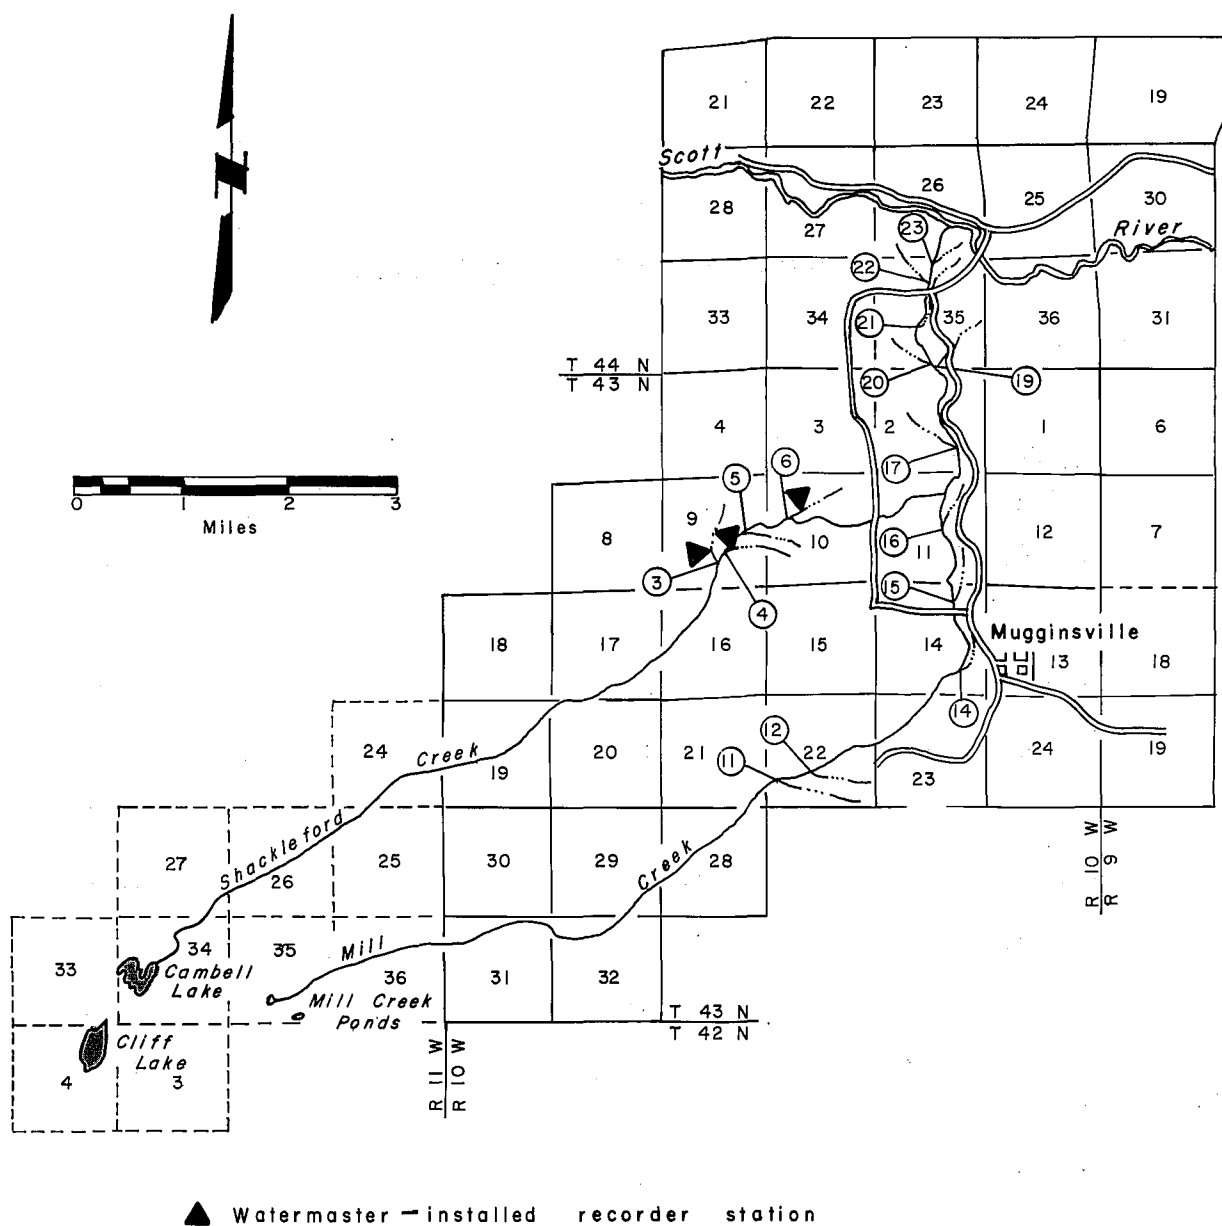 21 22 23 24 19
Scott
28 27 26 25 30
River
23
22
33 34 35 36 31
21
T 44 N
T 43 N
20 19
4 3 2 1 6
17
5 6
8 9 10 11 12 7
16
3 4
15
18 17 16 15 14 13 18
Mugginsville
14
12
11
24 19 20 21 22 23 24 19
Creek
Shackleford
27 26 25 30 29 28
Creek
R 10 W
R 9 W
33 34 35 36 31 32
Mill
Cambell
Lake
Mill Creek
Ponds
T 43 N
T 42 N
Cliff
Lake
4 3
R 11 W
R 10 W
0 1 2 3
Miles
Watermaster-installed recorder station